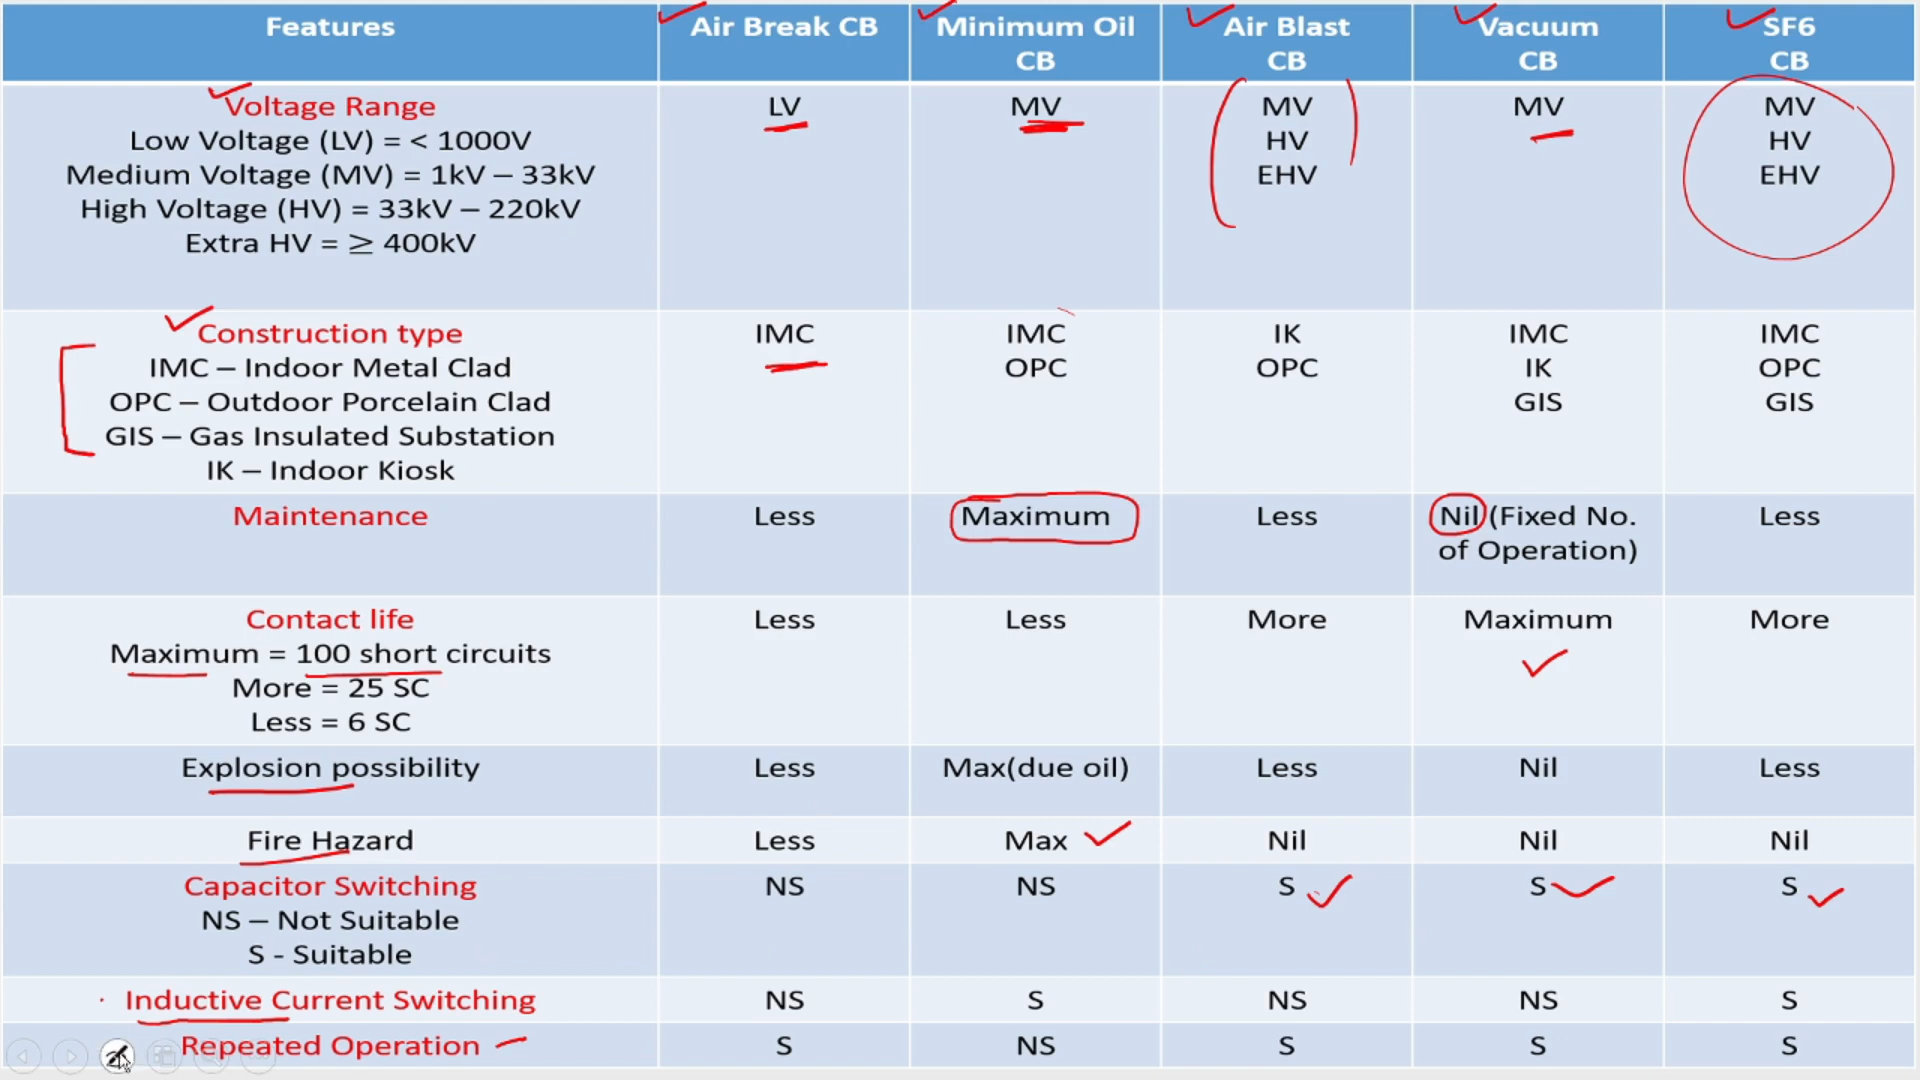 Features
Air Break CB
Minimum Oil
CB
Air Blast
CB
Vacuum
CB
SF6
CB
Voltage Range
Low Voltage (LV) = < 1000V
Medium Voltage (MV) = 1kV – 33kV
High Voltage (HV) = 33kV – 220kV
Extra HV = ≥ 400kV
LV
MV
MV
HV
EHV
MV
MV
HV
EHV
Construction type
IMC – Indoor Metal Clad
OPC – Outdoor Porcelain Clad
GIS – Gas Insulated Substation
IK – Indoor Kiosk
IMC
IMC
OPC
IK
OPC
IMC
IK
GIS
IMC
OPC
GIS
Maintenance
Less
Maximum
Less
Nil (Fixed No.
of Operation)
Less
Contact life
Maximum = 100 short circuits
More = 25 SC
Less = 6 SC
Less
Less
More
Maximum
More
Explosion possibility
Less
Max(due oil)
Less
Nil
Less
Fire Hazard
Less
Max
Nil
Nil
Nil
Capacitor Switching
NS – Not Suitable
S - Suitable
NS
NS
S
S
S
Inductive Current Switching
NS
S
NS
NS
S
Repeated Operation
S
NS
S
S
S